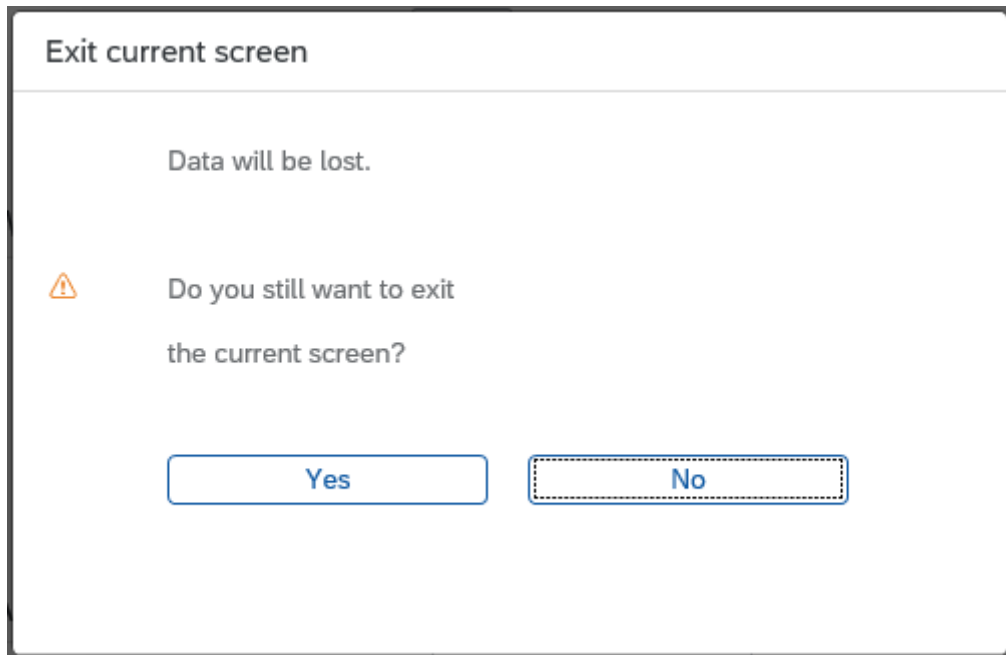 Exit current screen
Data will be lost.
Do you still want to exit
the current screen?
Yes
No